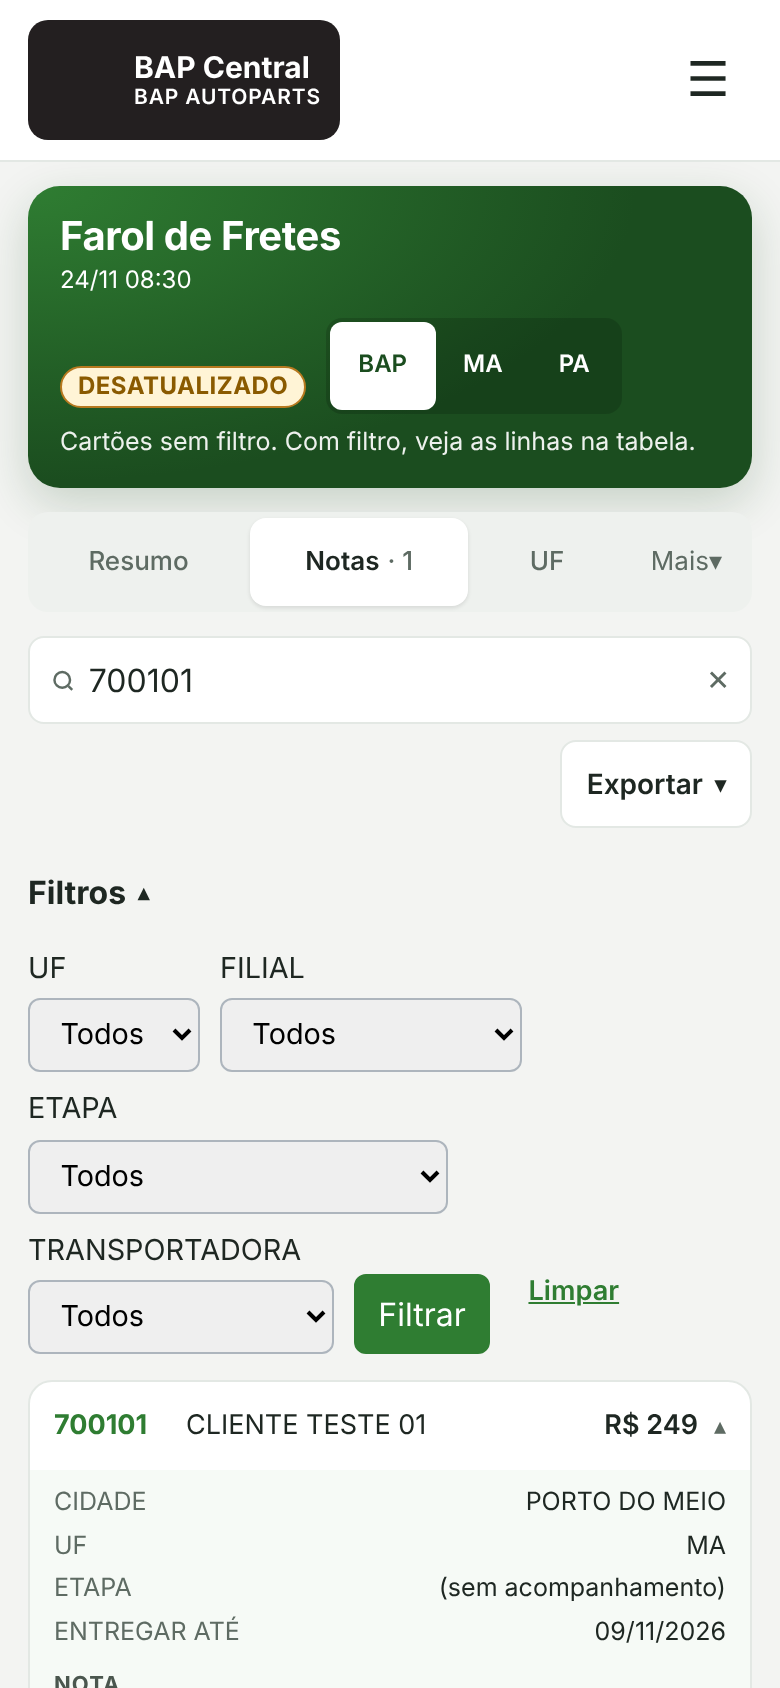 BAP Central
BAP AUTOPARTS
☰
Farol de Fretes
24/11 08:30
DESATUALIZADO
BAP MA PA
Cartões sem filtro. Com filtro, veja as linhas na tabela.
Resumo Notas · 1 UF Mais▾
700101 ✕
Exportar ▾
Filtros ▴
UF FILIAL
Todos Todos
ETAPA
Todos
TRANSPORTADORA
Todos Filtrar Limpar
700101 CLIENTE TESTE 01 R$ 249 ▴
CIDADE PORTO DO MEIO
UF MA
ETAPA (sem acompanhamento)
ENTREGAR ATÉ 09/11/2026
NOTA